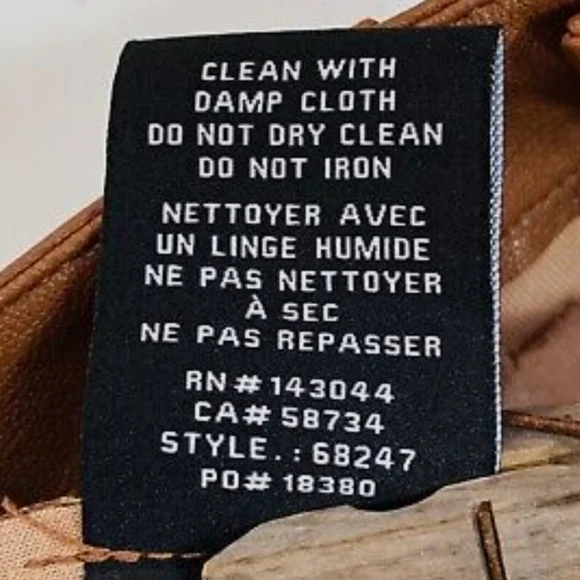 CLEAN WITH
DAMP CLOTH
DO NOT DRY CLEAN
DO NOT IRON
NETTOYER AVEC
UN LINGE HUMIDE
NE PAS NETTOYER
À SEC
NE PAS REPASSER
RN # 143044
CA# 58734
STYLE.: 68247
PO# 18380